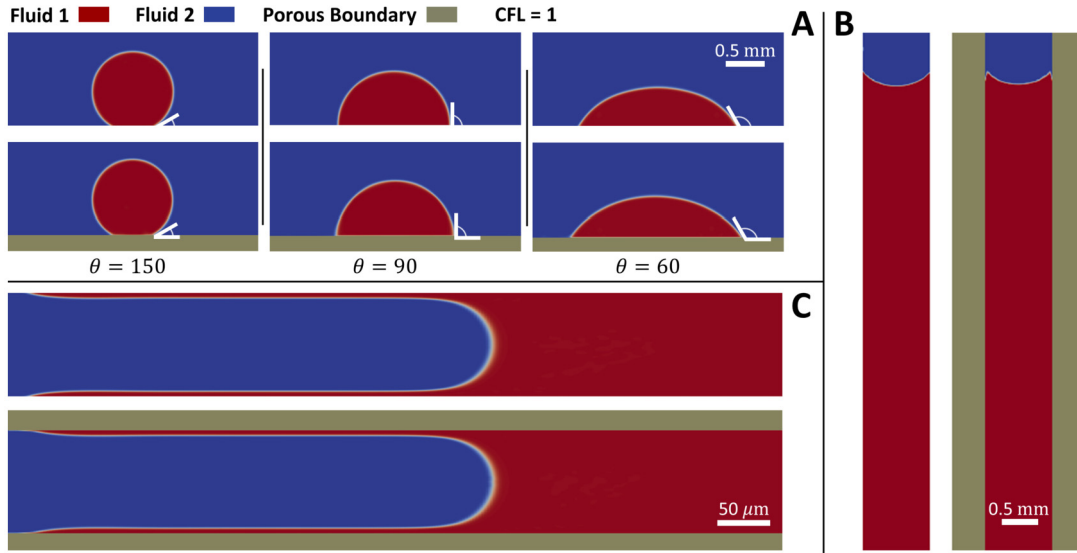 Fluid 1 Fluid 2 Porous Boundary CFL = 1
A
B
0.5 mm
θ = 150 θ = 90 θ = 60
C
50 μm
0.5 mm